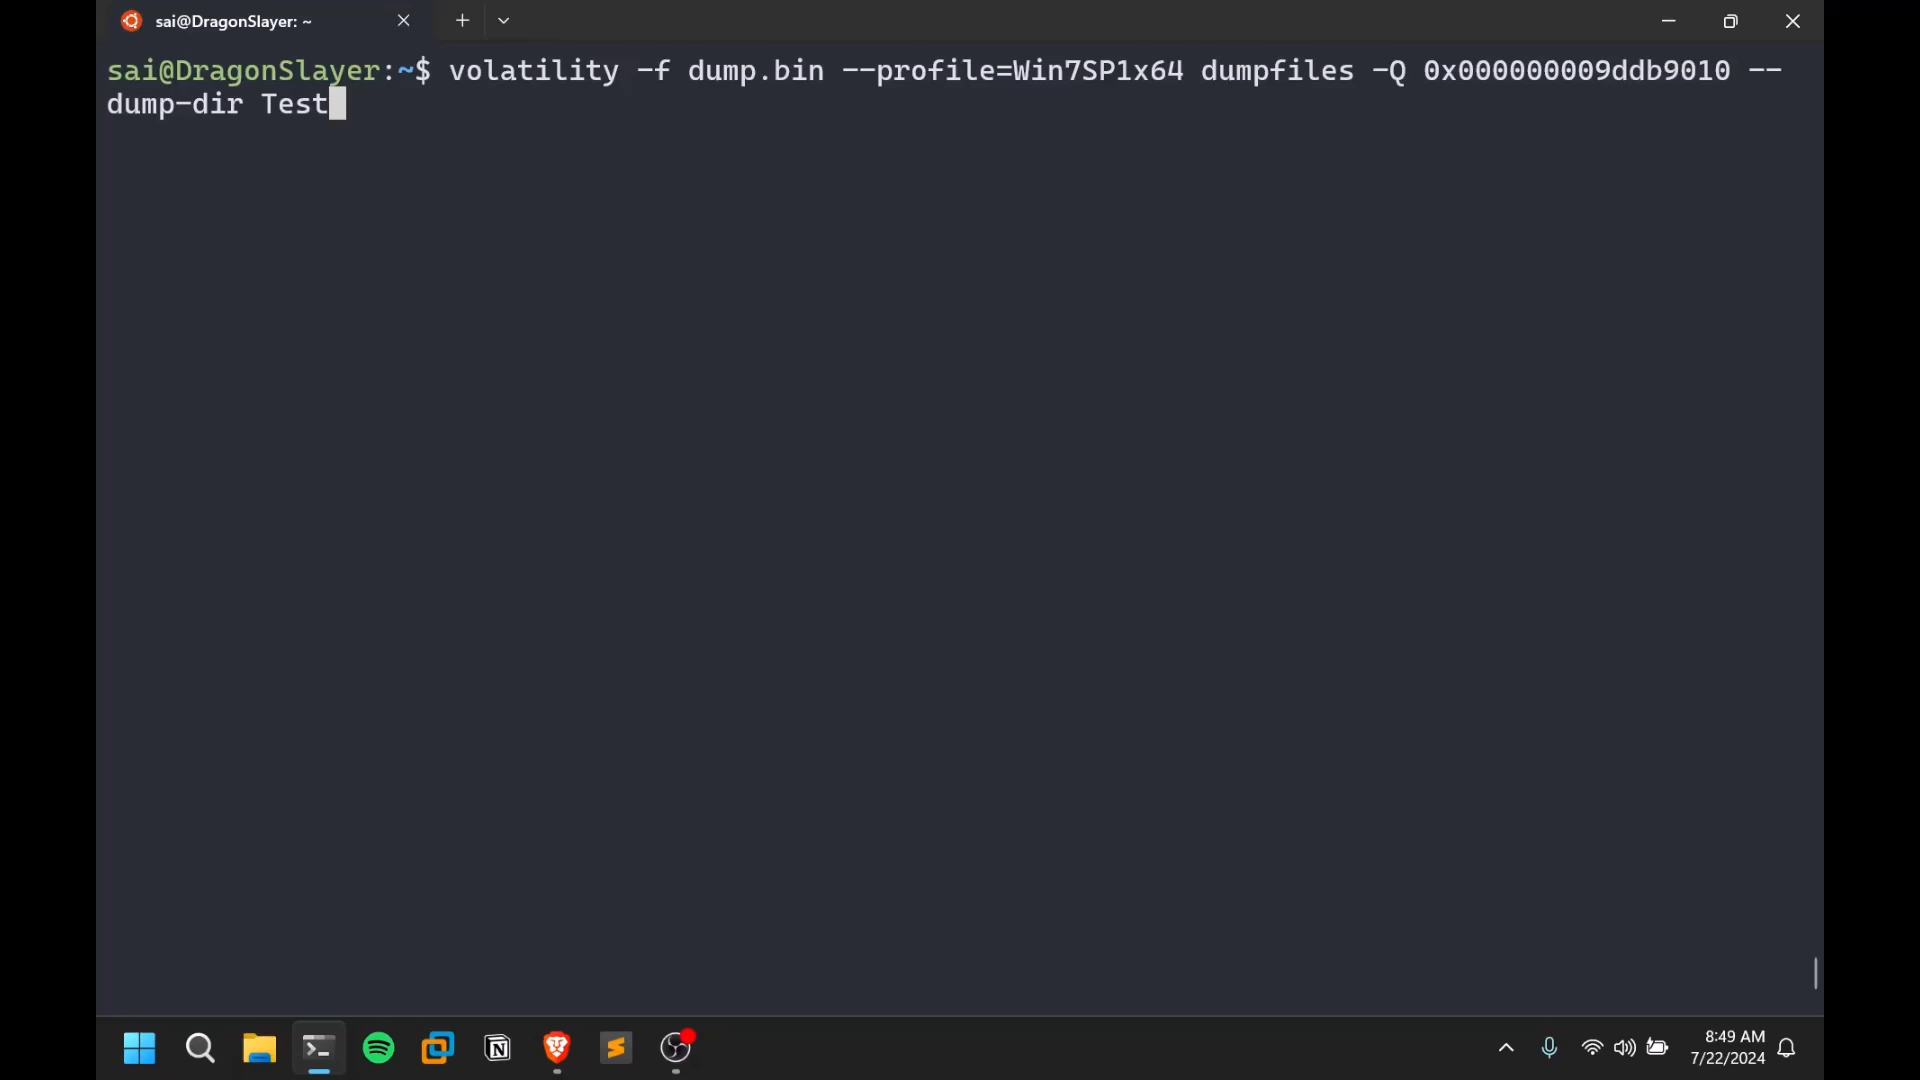 sai@DragonSlayer: ~
sai@DragonSlayer:~$ volatility -f dump.bin --profile=Win7SP1x64 dumpfiles -Q 0x000000009ddb9010 --
dump-dir Test
8:49 AM
7/22/2024